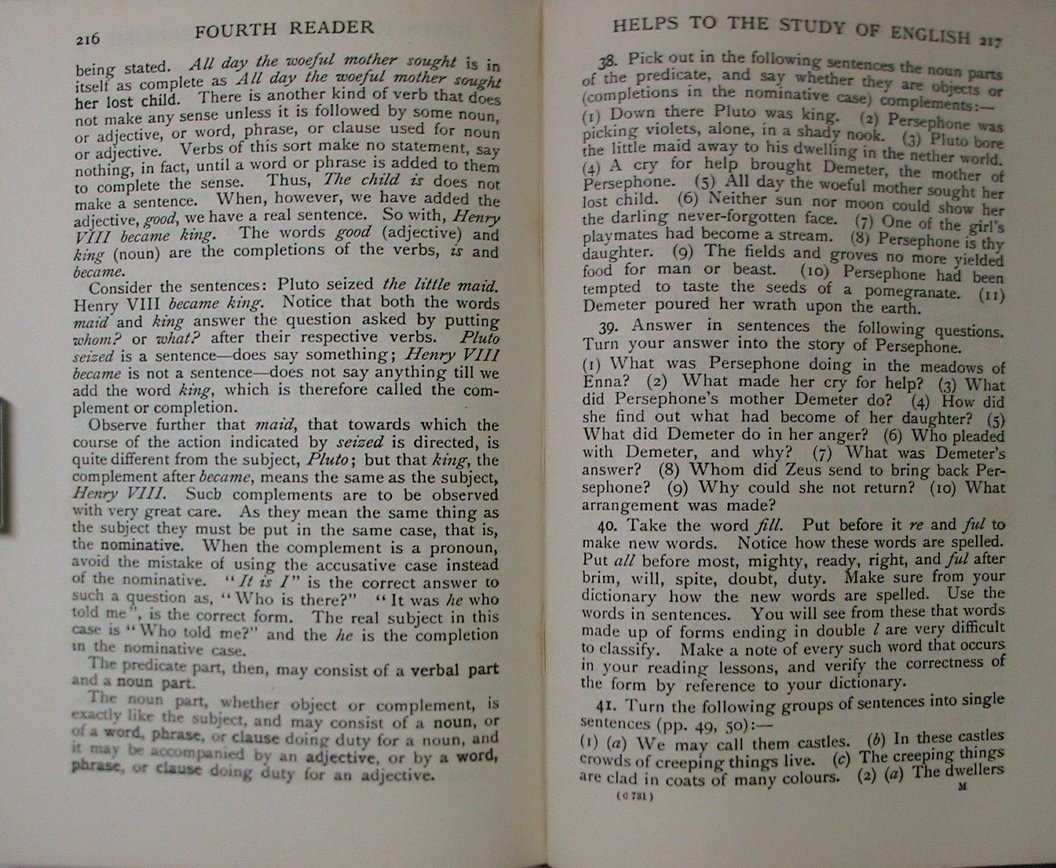 216
FOURTH READER
being stated. All day the woeful mother sought is in
itself as complete as All day the woeful mother sought
her lost child. There is another kind of verb that does
not make any sense unless it is followed by some noun,
or adjective, or word, phrase, or clause used for noun
or adjective. Verbs of this sort make no statement, say
nothing, in fact, until a word or phrase is added to them
to complete the sense. Thus, The child is does not
make a sentence. When, however, we have added the
adjective, good, we have a real sentence. So with, Henry
VIII became king. The words good (adjective) and
king (noun) are the completions of the verbs, is and
became.
Consider the sentences: Pluto seized the little maid.
Henry VIII became king. Notice that both the words
maid and king answer the question asked by putting
whom? or what? after their respective verbs. Pluto
seized is a sentence—does say something; Henry VIII
became is not a sentence—does not say anything till we
add the word king, which is therefore called the com-
plement or completion.
Observe further that maid, that towards which the
course of the action indicated by seized is directed, is
quite different from the subject, Pluto; but that king, the
complement after became, means the same as the subject,
Henry VIII. Such complements are to be observed
with very great care. As they mean the same thing as
the subject they must be put in the same case, that is,
the nominative. When the complement is a pronoun,
avoid the mistake of using the accusative case instead
of the nominative. "It is I" is the correct answer to
such a question as, "Who is there?" "It was he who
told me", is the correct form. The real subject in this
case is "Who told me?" and the he is the completion
in the nominative case.
The predicate part, then, may consist of a verbal part
and a noun part.
The noun part, whether object or complement, is
exactly like the subject, and may consist of a noun, or
of a word, phrase, or clause doing duty for a noun, and
it may be accompanied by an adjective, or by a word,
phrase, or clause doing duty for an adjective.
HELPS TO THE STUDY OF ENGLISH 217
38. Pick out in the following sentences the noun parts
of the predicate, and say whether they are objects or
(completions in the nominative case) complements:—
(1) Down there Pluto was king. (2) Persephone was
picking violets, alone, in a shady nook. (3) Pluto bore
the little maid away to his dwelling in the nether world.
(4) A cry for help brought Demeter, the mother of
Persephone. (5) All day the woeful mother sought her
lost child. (6) Neither sun nor moon could show her
the darling never-forgotten face. (7) One of the girl's
playmates had become a stream. (8) Persephone is thy
daughter. (9) The fields and groves no more yielded
food for man or beast. (10) Persephone had been
tempted to taste the seeds of a pomegranate. (11)
Demeter poured her wrath upon the earth.
39. Answer in sentences the following questions.
Turn your answer into the story of Persephone.
(1) What was Persephone doing in the meadows of
Enna? (2) What made her cry for help? (3) What
did Persephone's mother Demeter do? (4) How did
she find out what had become of her daughter? (5)
What did Demeter do in her anger? (6) Who pleaded
with Demeter, and why? (7) What was Demeter's
answer? (8) Whom did Zeus send to bring back Per-
sephone? (9) Why could she not return? (10) What
arrangement was made?
40. Take the word fill. Put before it re and ful to
make new words. Notice how these words are spelled.
Put all before most, mighty, ready, right, and ful after
brim, will, spite, doubt, duty. Make sure from your
dictionary how the new words are spelled. Use the
words in sentences. You will see from these that words
made up of forms ending in double l are very difficult
to classify. Make a note of every such word that occurs
in your reading lessons, and verify the correctness of
the form by reference to your dictionary.
41. Turn the following groups of sentences into single
sentences (pp. 49, 50):—
(1) (a) We may call them castles. (b) In these castles
crowds of creeping things live. (c) The creeping things
are clad in coats of many colours. (2) (a) The dwellers
(C 731)
M